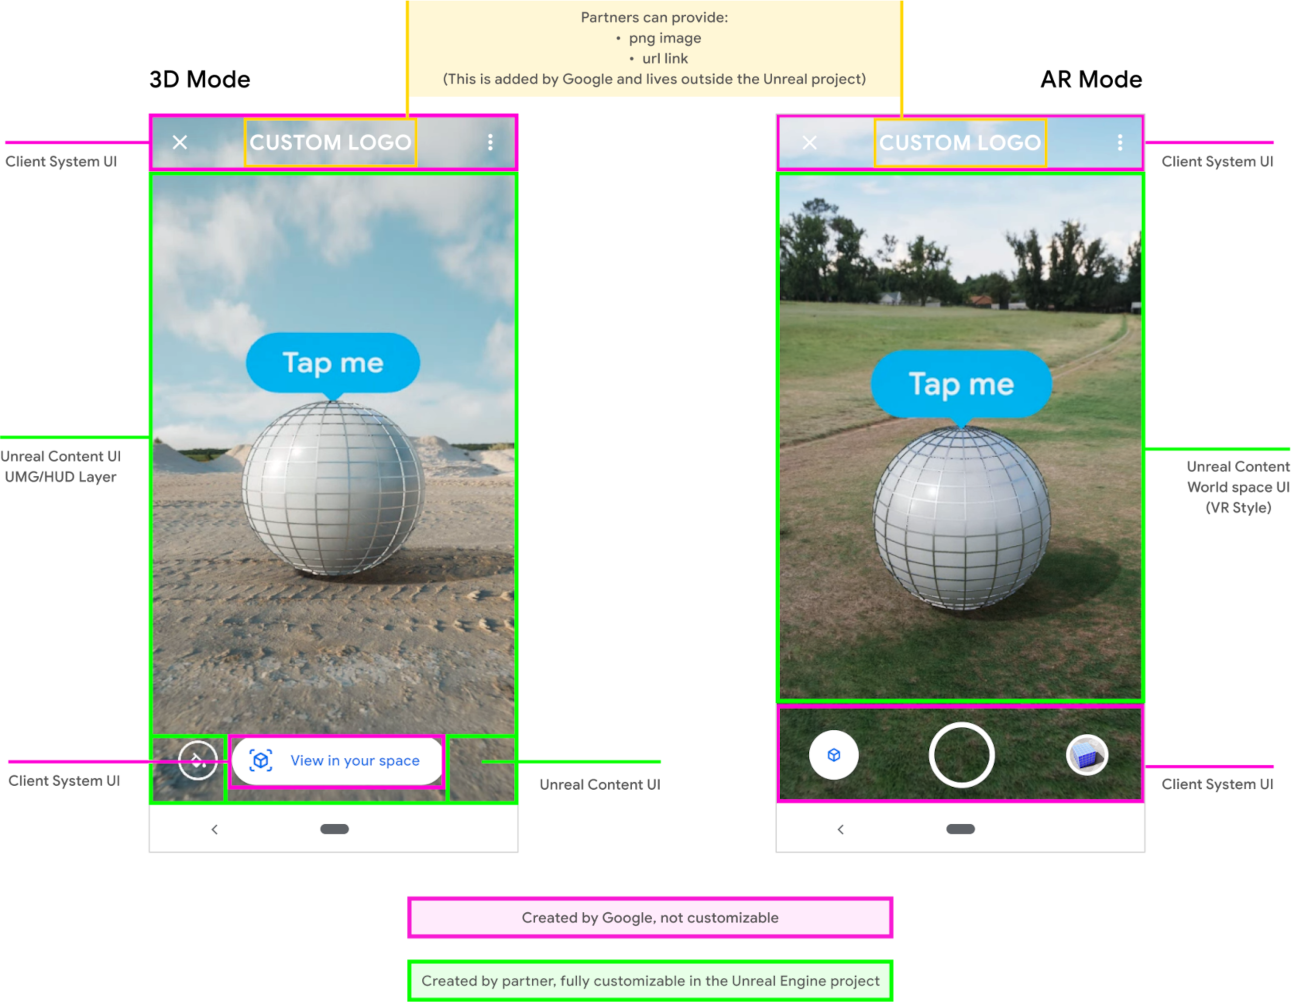 Partners can provide:
• png image
• url link
(This is added by Google and lives outside the Unreal project)
3D Mode
AR Mode
CUSTOM LOGO
CUSTOM LOGO
Client System UI
Client System UI
Tap me
Tap me
Unreal Content UI
UMG/HUD Layer
Unreal Content
World space UI
(VR Style)
View in your space
Client System UI
Unreal Content UI
Client System UI
Created by Google, not customizable
Created by partner, fully customizable in the Unreal Engine project